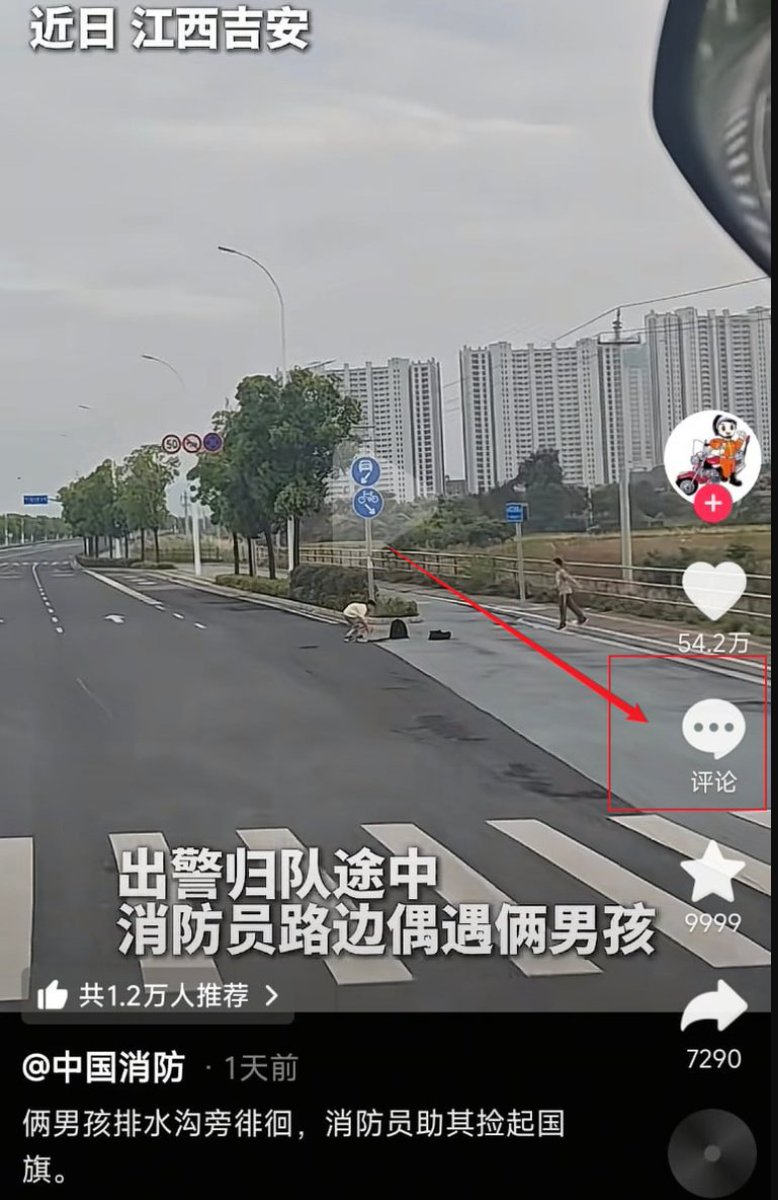 近日 江西吉安
50
54.2万
评论
出警归队途中
消防员路边偶遇俩男孩
9999
共1.2万人推荐 >
7290
@中国消防 · 1天前
俩男孩排水沟旁徘徊，消防员助其捡起国
旗。